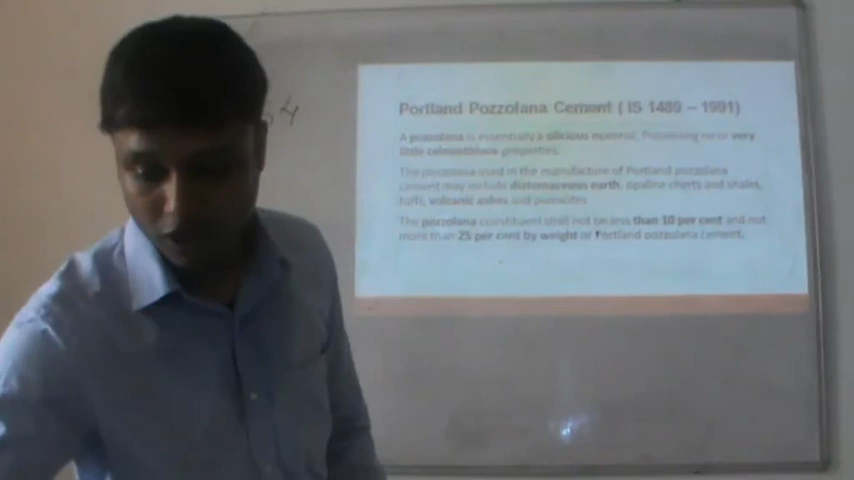 Portland Pozzolana Cement ( IS 1489 – 1991)
A pozzolana is essentially a silicious material. Possessing no or very
little cementitious properties.
The pozzolana used in the manufacture of Portland pozzolana
cement may include diatomaceous earth, opaline cherts and shales,
tuffs, volcanic ashes and pumicites
The pozzolana constituent shall not be less than 10 per cent and not
more than 25 per cent by weight of Portland pozzolana cement.